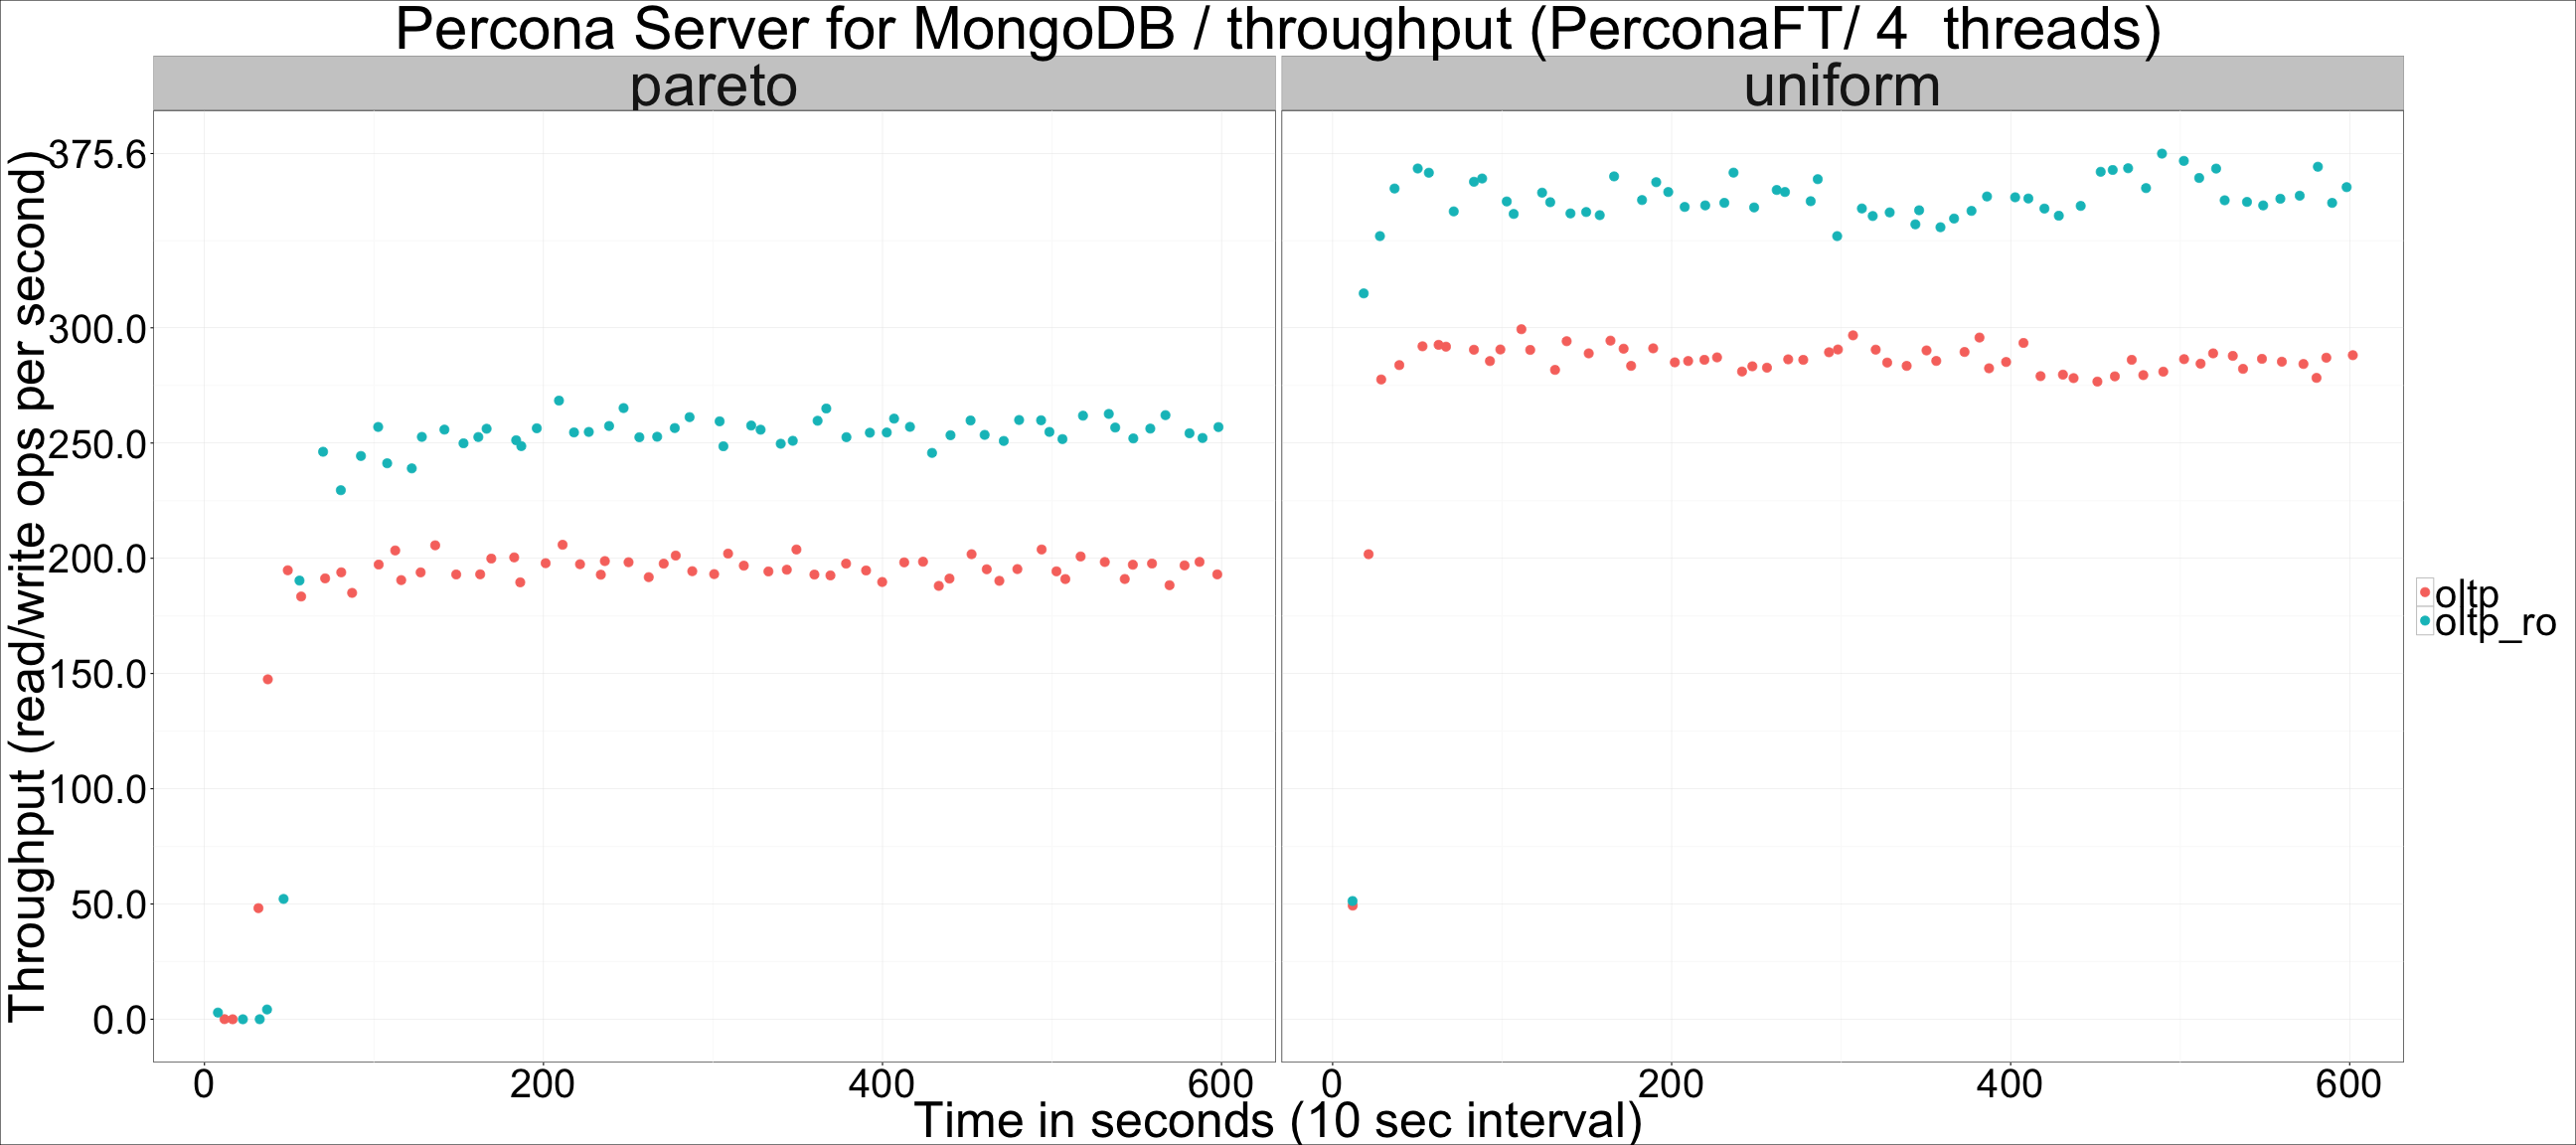 Percona Server for MongoDB / throughput (PerconaFT/ 4  threads)
pareto
uniform
Throughput (read/write ops per second)
375.6
300.0
250.0
200.0
150.0
100.0
50.0
0.0
0 200 400 600
0 200 400 600
Time in seconds (10 sec interval)
oltp
oltp_ro